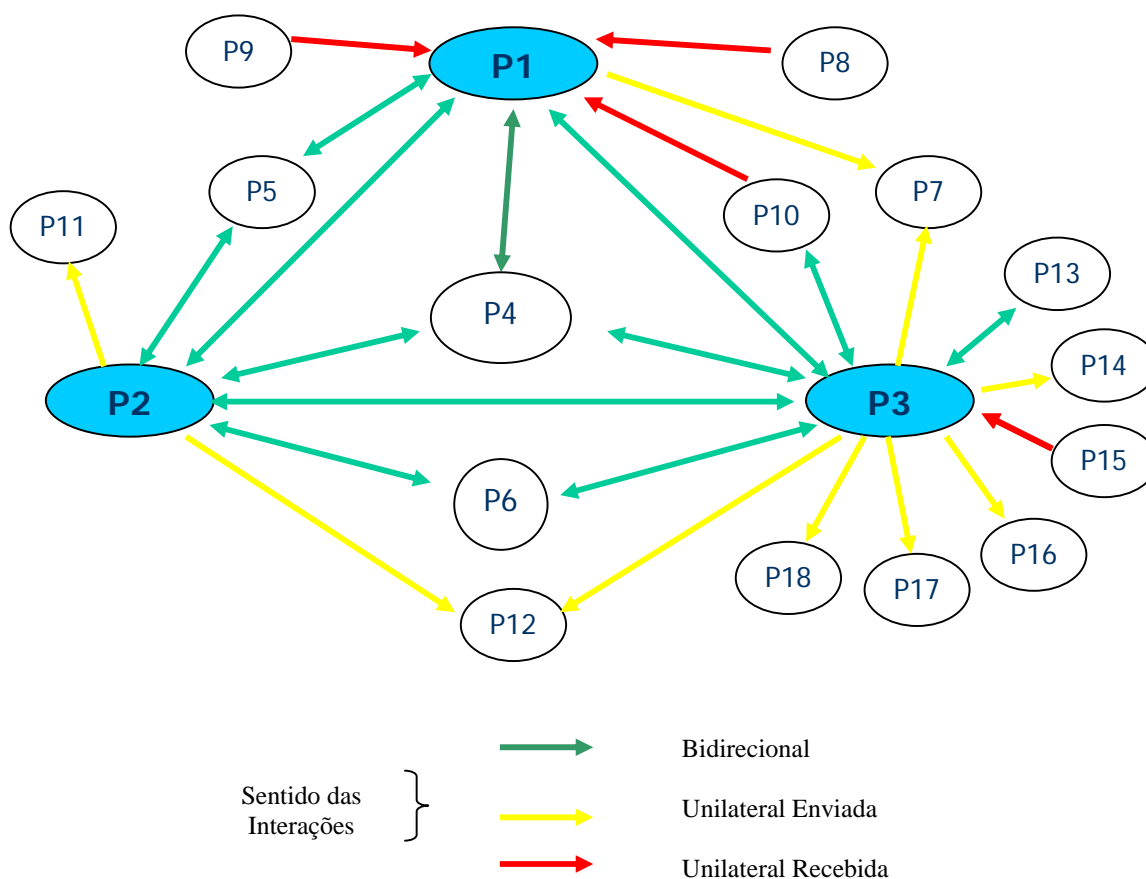 P9
P1
P8
P5
P10
P7
P11
P13
P4
P14
P2
P3
P15
P6
P16
P18
P17
P12
Bidirecional
Sentido das
Interações
Unilateral Enviada
Unilateral Recebida